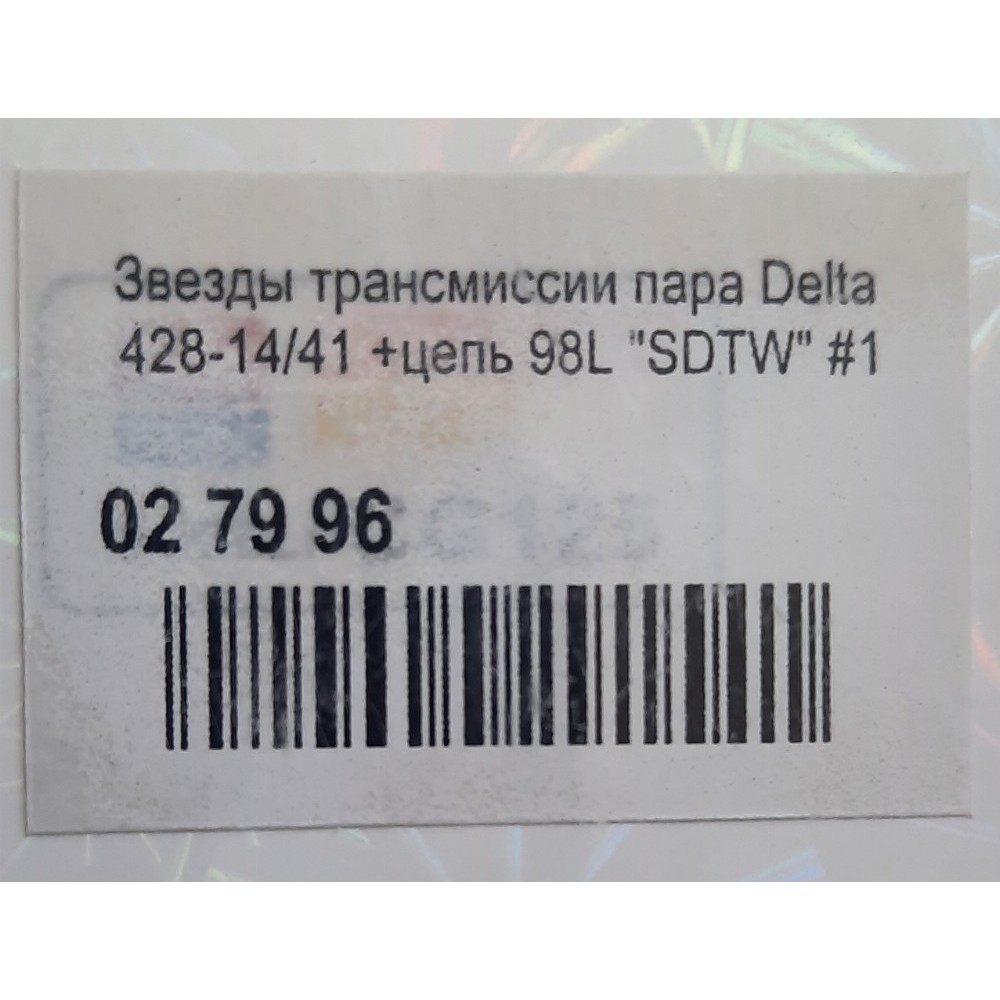 Звезды трансмиссии пара Delta
428-14/41 +цепь 98L "SDTW" #1
02 79 96